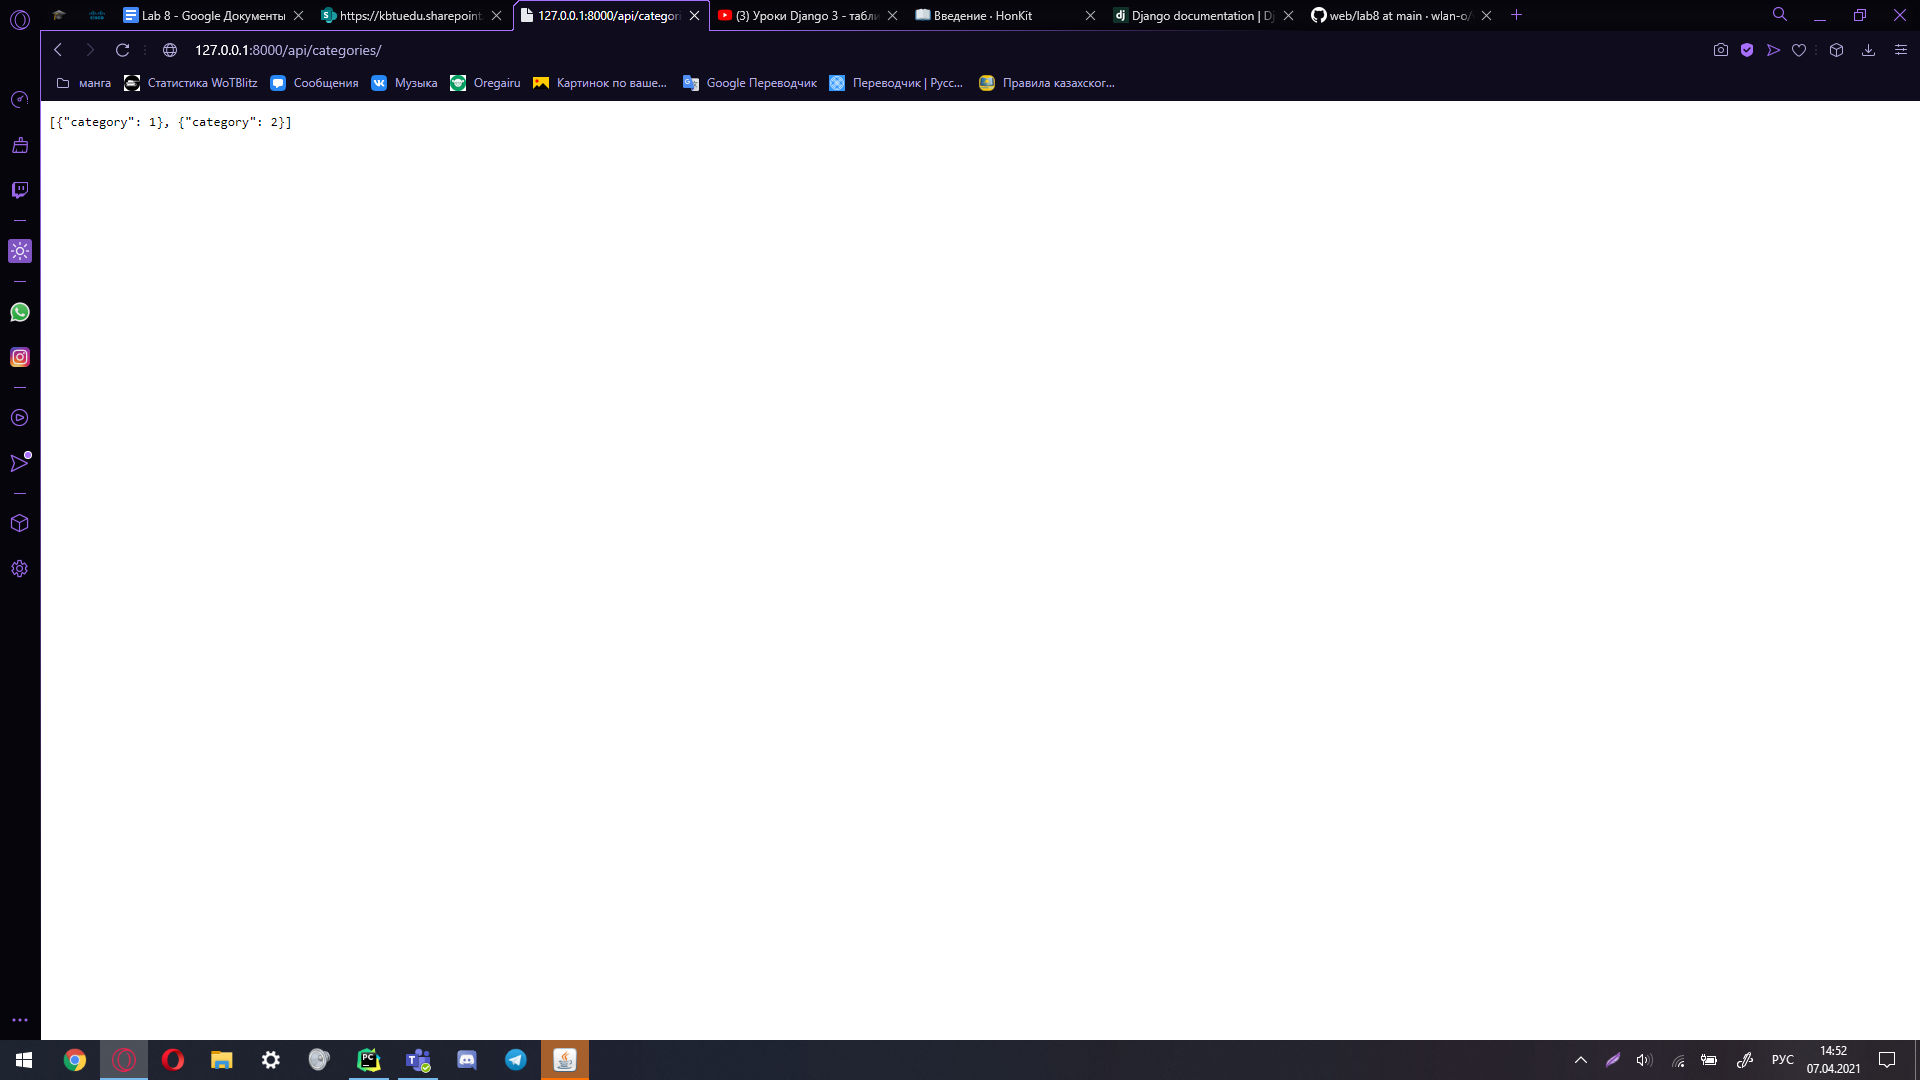 Lab 8 - Google Документы
https://kbtuedu.sharepoint.
127.0.0.1:8000/api/categori
(3) Уроки Django 3 - табли
Введение · HonKit
Django documentation | Dj
web/lab8 at main · wlan-o/
127.0.0.1:8000/api/categories/
манга
Статистика WoTBlitz
Сообщения
Музыка
Oregairu
Картинок по ваше...
Google Переводчик
Переводчик | Русс...
Правила казахског...
[{"category": 1}, {"category": 2}]
РУС
14:52
07.04.2021